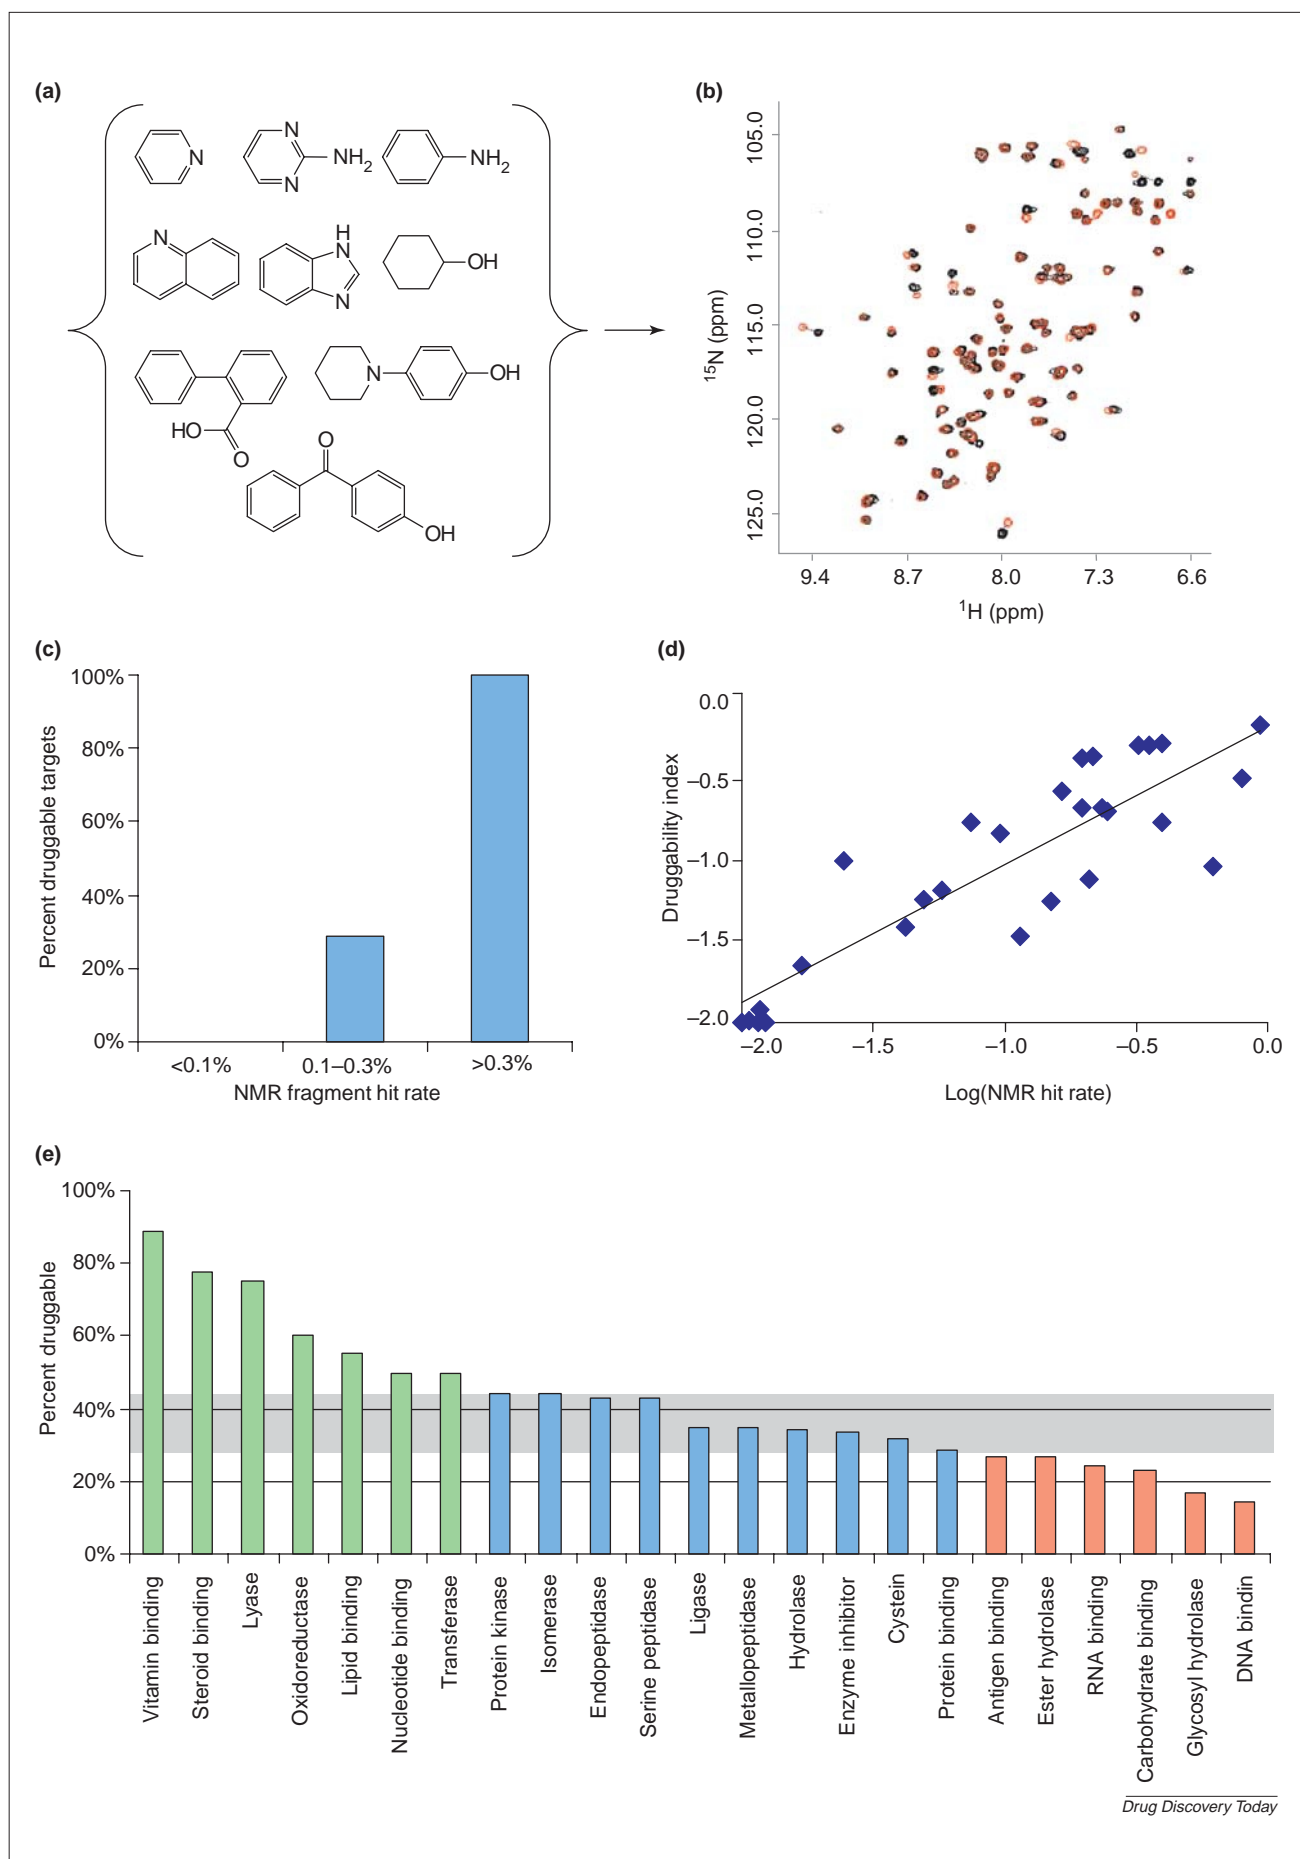 (a)
N
N
N
NH2
NH2
N
H
N
N
OH
HO
O
N
OH
O
OH
(b)
105.0
110.0
115.0
120.0
125.0
15N (ppm)
9.4 8.7 8.0 7.3 6.6
1H (ppm)
(c)
100%
80%
60%
40%
20%
0%
Percent druggable targets
<0.1% 0.1–0.3% >0.3%
NMR fragment hit rate
(d)
0.0
–0.5
–1.0
–1.5
–2.0
Druggability index
–2.0 –1.5 –1.0 –0.5 0.0
Log(NMR hit rate)
(e)
100%
80%
60%
40%
20%
0%
Percent druggable
Vitamin binding
Steroid binding
Lyase
Oxidoreductase
Lipid binding
Nucleotide binding
Transferase
Protein kinase
Isomerase
Endopeptidase
Serine peptidase
Ligase
Metallopeptidase
Hydrolase
Enzyme inhibitor
Cystein
Protein binding
Antigen binding
Ester hydrolase
RNA binding
Carbohydrate binding
Glycosyl hydrolase
DNA bindin
Drug Discovery Today